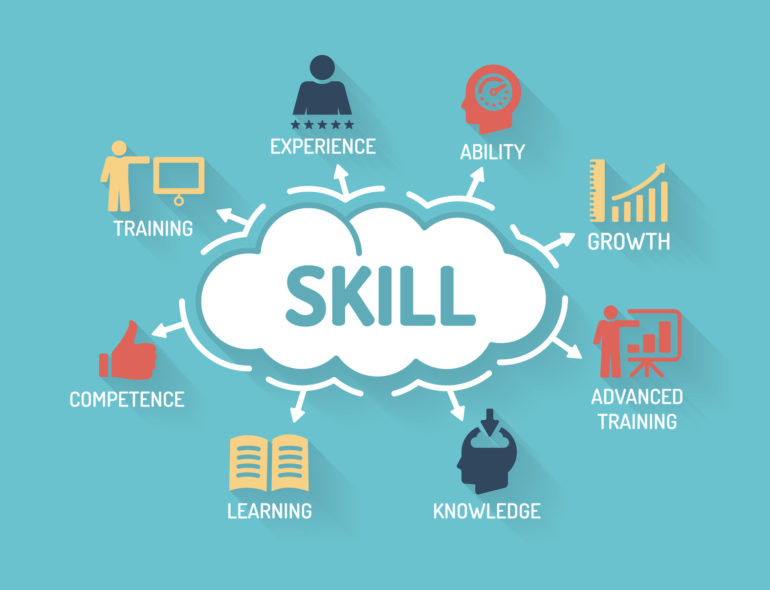 EXPERIENCE
ABILITY
TRAINING
GROWTH
SKILL
COMPETENCE
ADVANCED
TRAINING
LEARNING
KNOWLEDGE